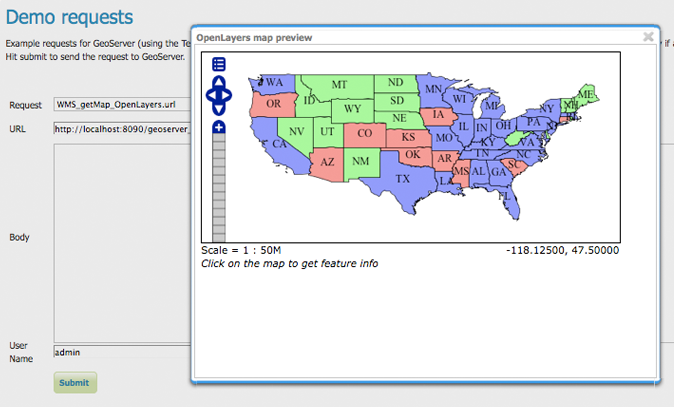 Demo requests
Example requests for GeoServer (using the Te
if a
Hit submit to send the request to GeoServer.
Request
WMS_getMap_OpenLayers.url
URL
http://localhost:8090/geoserver_
Body
User
Name
admin
Submit
OpenLayers map preview
WA
MT
ND
MN
ME
OR
ID
SD
WI
MI
NY
NH
WY
IA
NE
PA
NV
UT
CO
IL
IN
OH
CA
KS
MO
KY
VA
AZ
NM
OK
AR
TN
NC
TX
LA
MS
AL
GA
SC
FL
Scale = 1 : 50M
-118.12500, 47.50000
Click on the map to get feature info